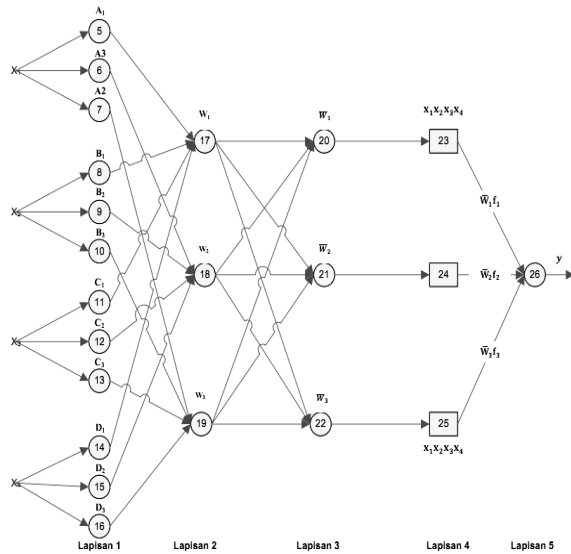 A₁
5
A3
X₁
6
A2
7
B₁
8
B₂
X₂
9
B₃
10
C₁
11
C₂
X₃
12
C₃
13
D₁
14
D₂
15
D₃
16
W₁
17
W₂
18
W₃
19
W̅₁
20
W̅₂
21
W̅₃
22
x₁x₂x₃x₄
23
24
25
x₁x₂x₃x₄
W̅₁f₁
W̅₂f₂
W̅₃f₃
26
y
Lapisan 1
Lapisan 2
Lapisan 3
Lapisan 4
Lapisan 5